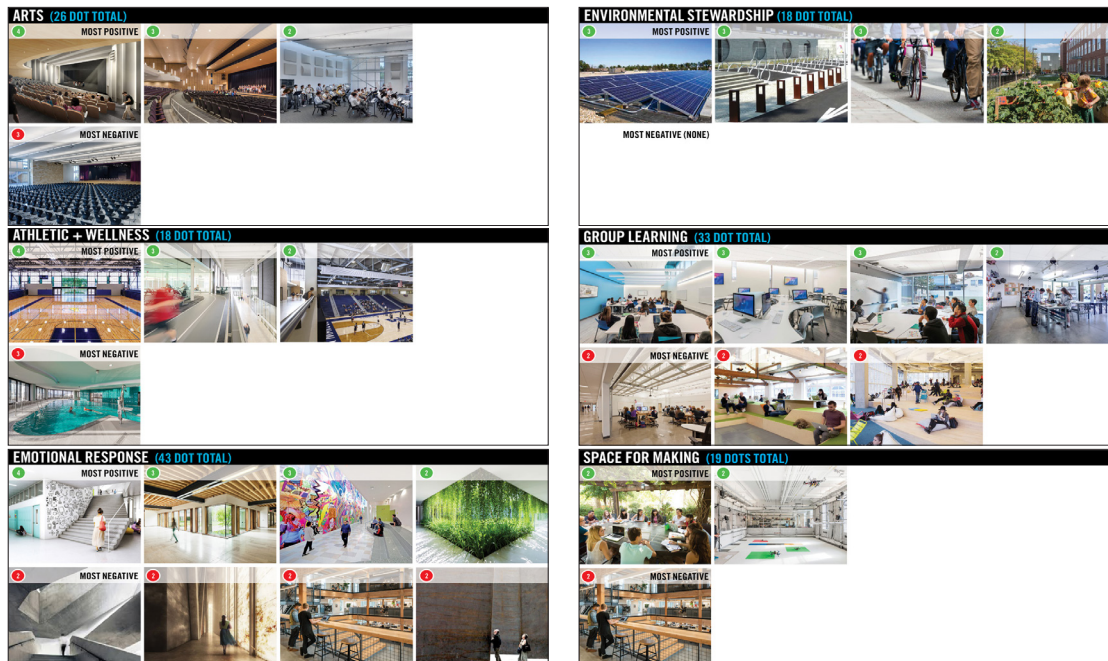 ARTS (26 DOT TOTAL)
4 MOST POSITIVE 3 2
3 MOST NEGATIVE
ATHLETIC + WELLNESS (18 DOT TOTAL)
4 MOST POSITIVE 3 2
3 MOST NEGATIVE
EMOTIONAL RESPONSE (43 DOT TOTAL)
4 MOST POSITIVE 3 3 2
2 MOST NEGATIVE 2 2 2
ENVIRONMENTAL STEWARDSHIP (18 DOT TOTAL)
3 MOST POSITIVE 3 3 2
MOST NEGATIVE (NONE)
GROUP LEARNING (33 DOT TOTAL)
3 MOST POSITIVE 3 3 2
2 MOST NEGATIVE 2 2
SPACE FOR MAKING (19 DOTS TOTAL)
2 MOST POSITIVE 2
2 MOST NEGATIVE